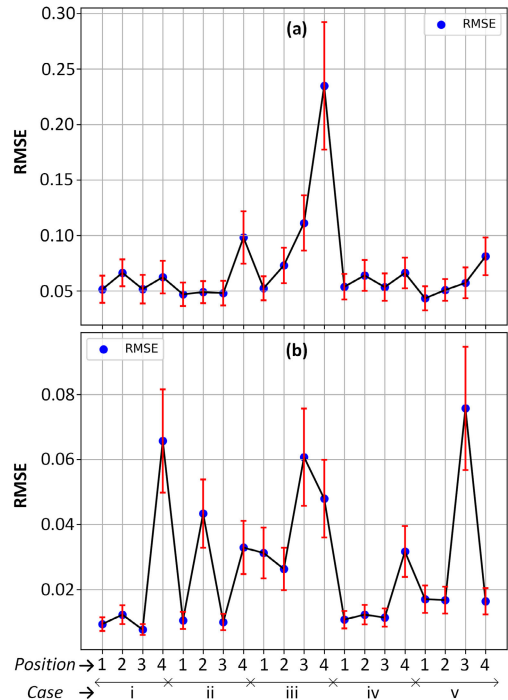 0.30
(a)
RMSE
0.25
0.20
RMSE
0.15
0.10
0.05
RMSE
(b)
0.08
RMSE
0.06
0.04
0.02
Position→ 1 2 3 4 1 2 3 4 1 2 3 4 1 2 3 4 1 2 3 4
Case → i ii iii iv v